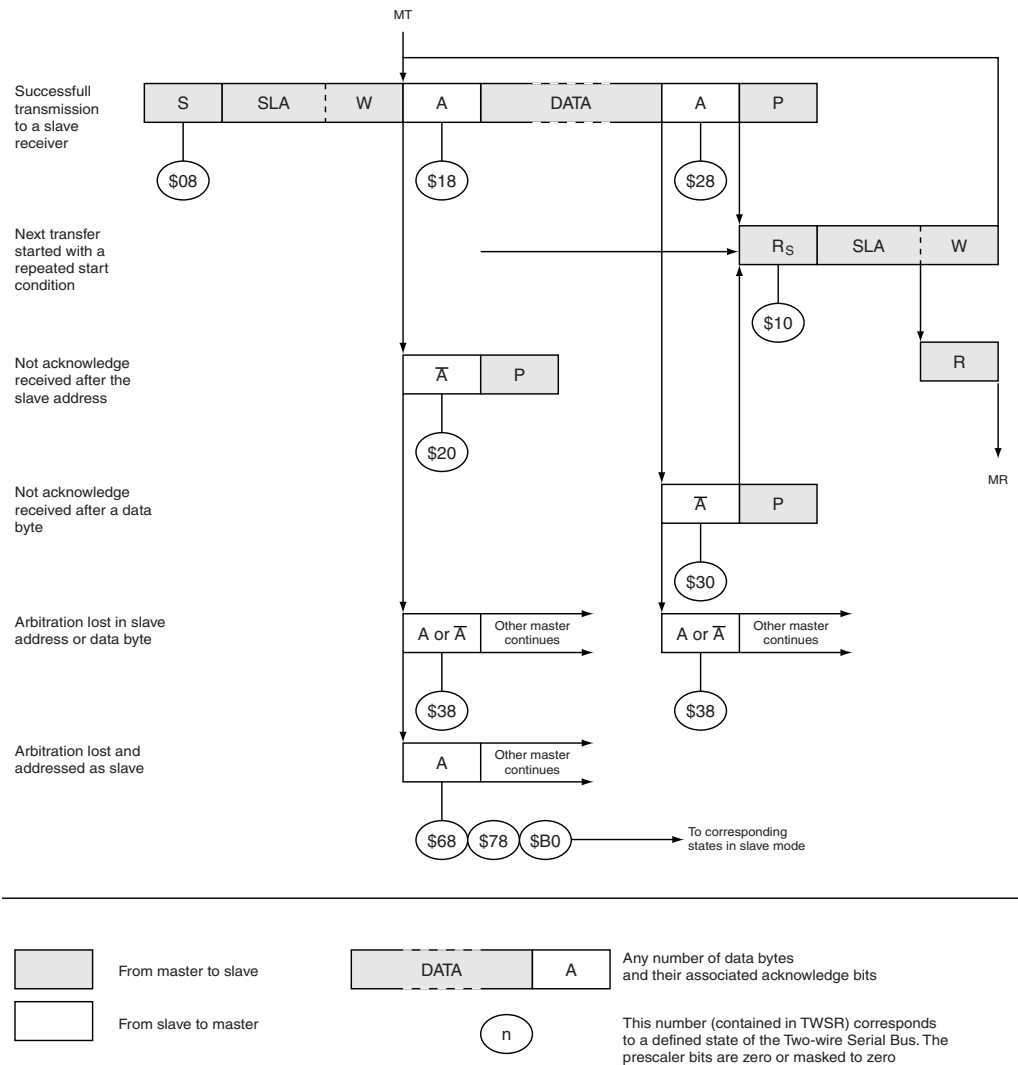 MT
Successfull
transmission
to a slave
receiver
S
SLA
W
A
DATA
A
P
$08
$18
$28
Next transfer
started with a
repeated start
condition
RS
SLA
W
$10
Not acknowledge
received after the
slave address
A̅
P
R
$20
MR
Not acknowledge
received after a data
byte
A̅
P
$30
Arbitration lost in slave
address or data byte
A or A̅
Other master
continues
A or A̅
Other master
continues
$38
$38
Arbitration lost and
addressed as slave
A
Other master
continues
$68
$78
$B0
To corresponding
states in slave mode
From master to slave
DATA
A
Any number of data bytes
and their associated acknowledge bits
From slave to master
n
This number (contained in TWSR) corresponds
to a defined state of the Two-wire Serial Bus. The
prescaler bits are zero or masked to zero